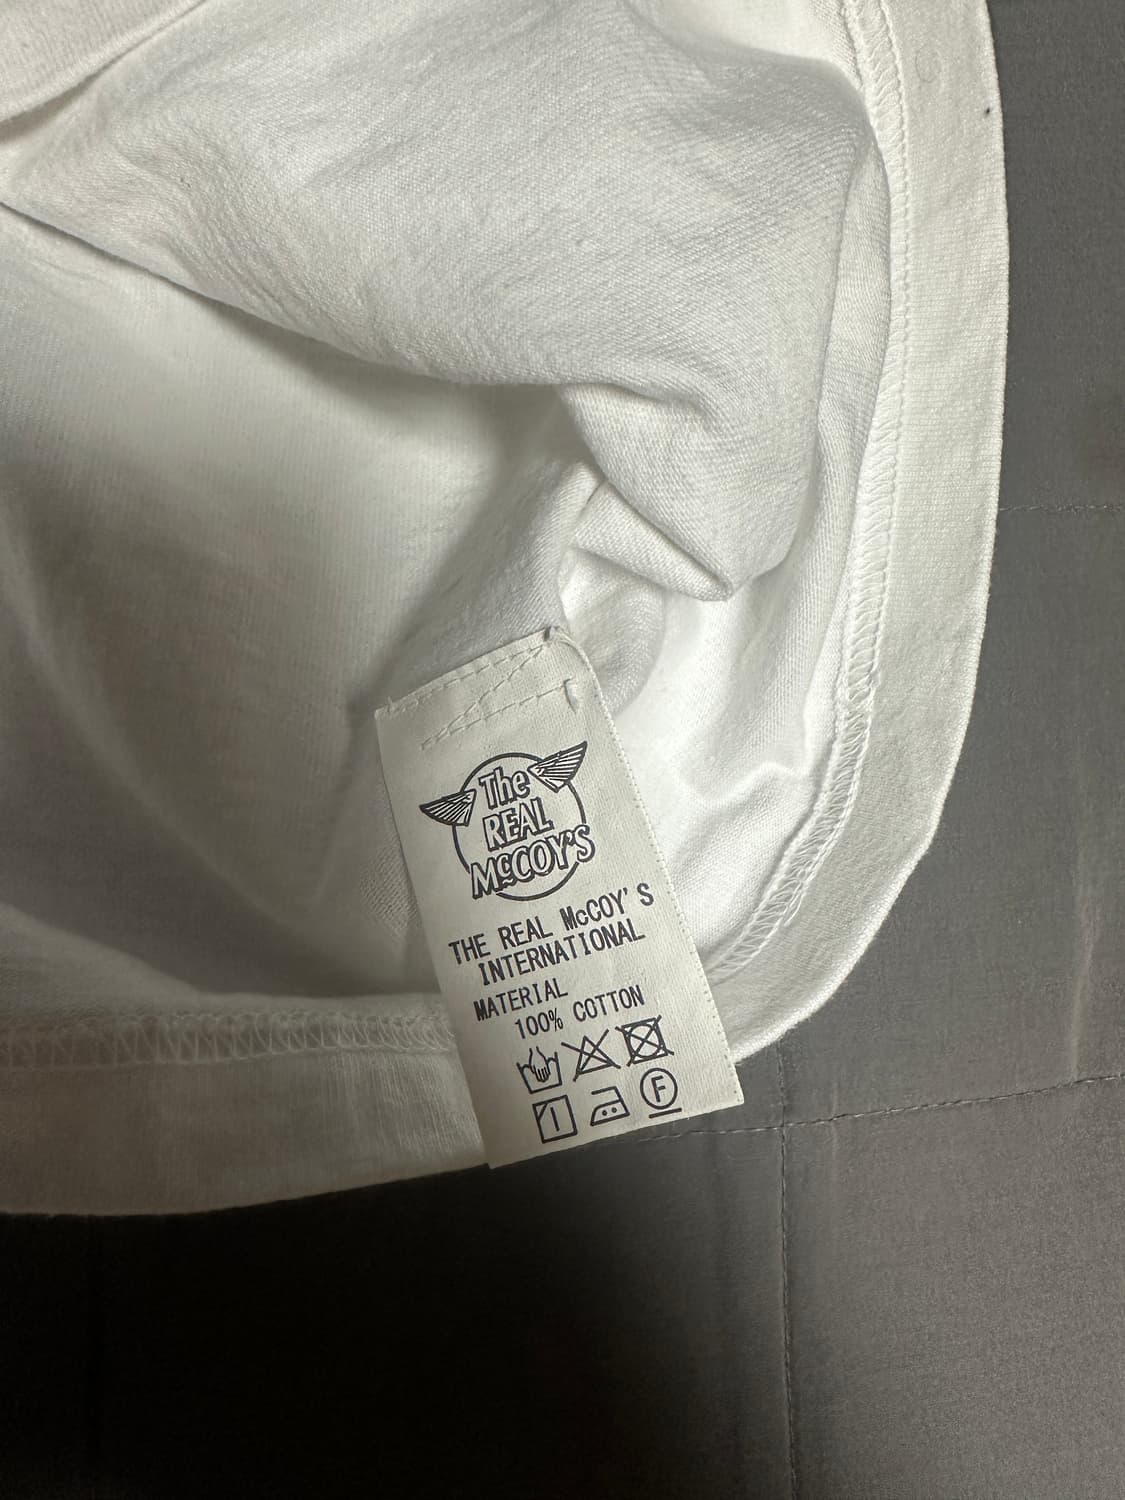 The
REAL
McCOY'S
THE REAL McCOY'S
INTERNATIONAL
MATERIAL
100% COTTON
F